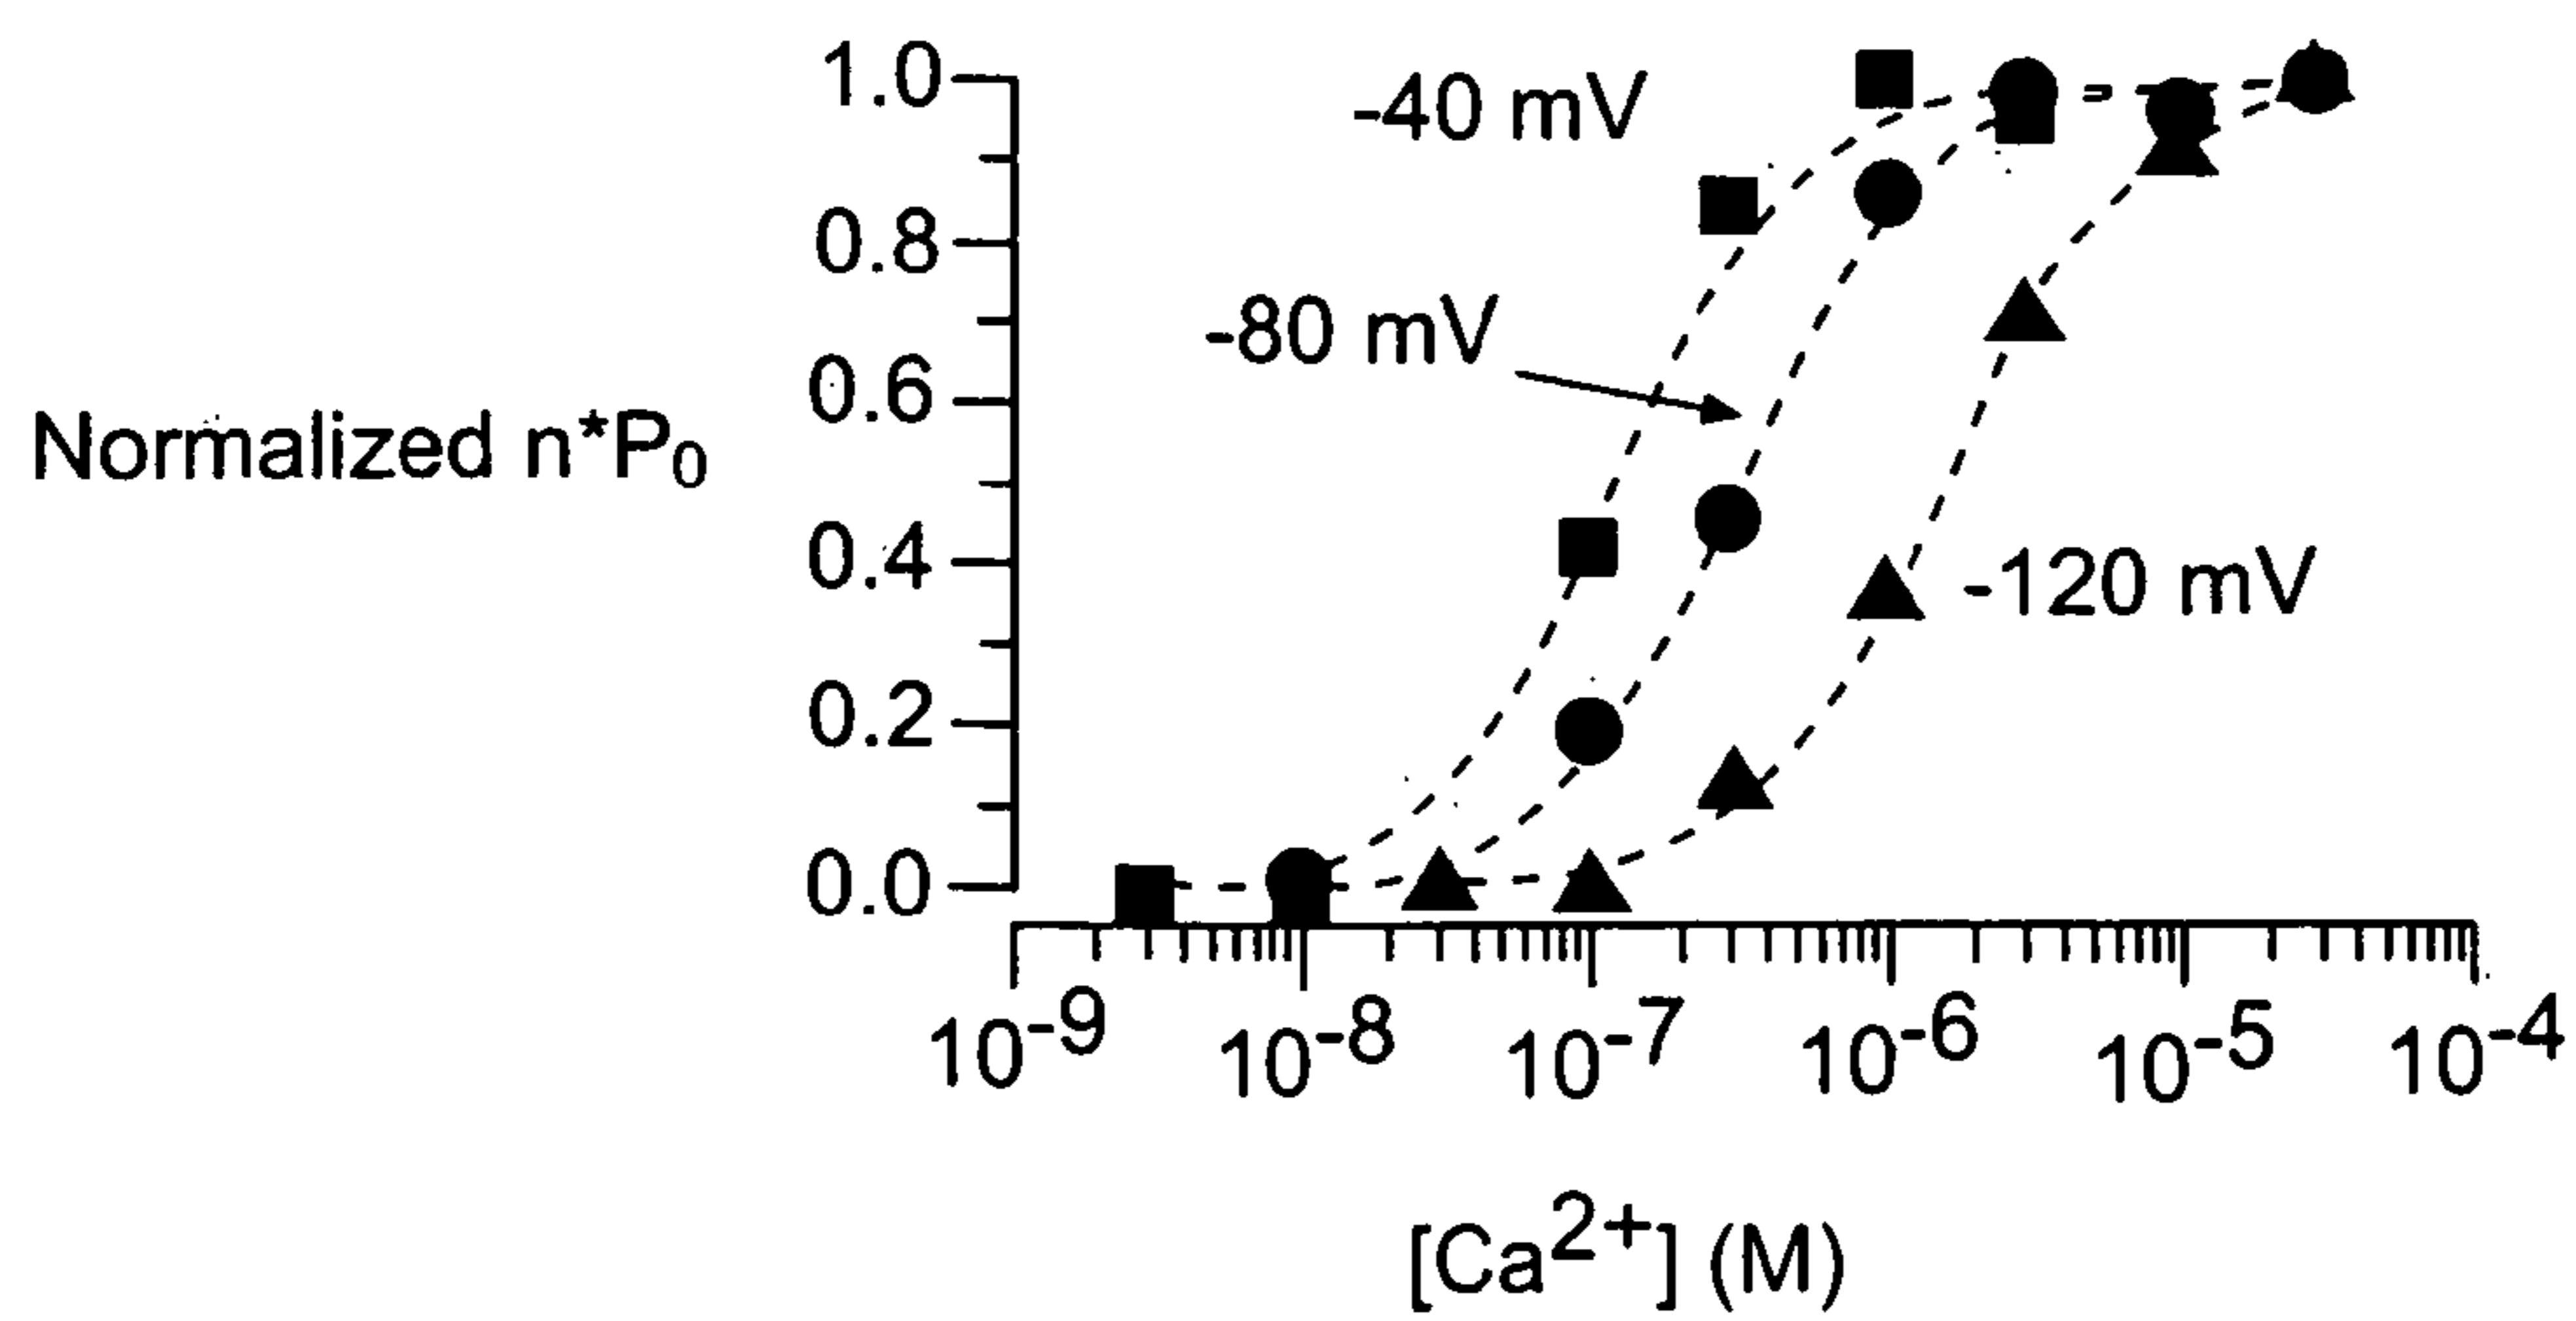 1.0
0.8
0.6
0.4
0.2
0.0
Normalized n*P₀
-40 mV
-80 mV
-120 mV
10⁻⁹ 10⁻⁸ 10⁻⁷ 10⁻⁶ 10⁻⁵ 10⁻⁴
[Ca²⁺] (M)